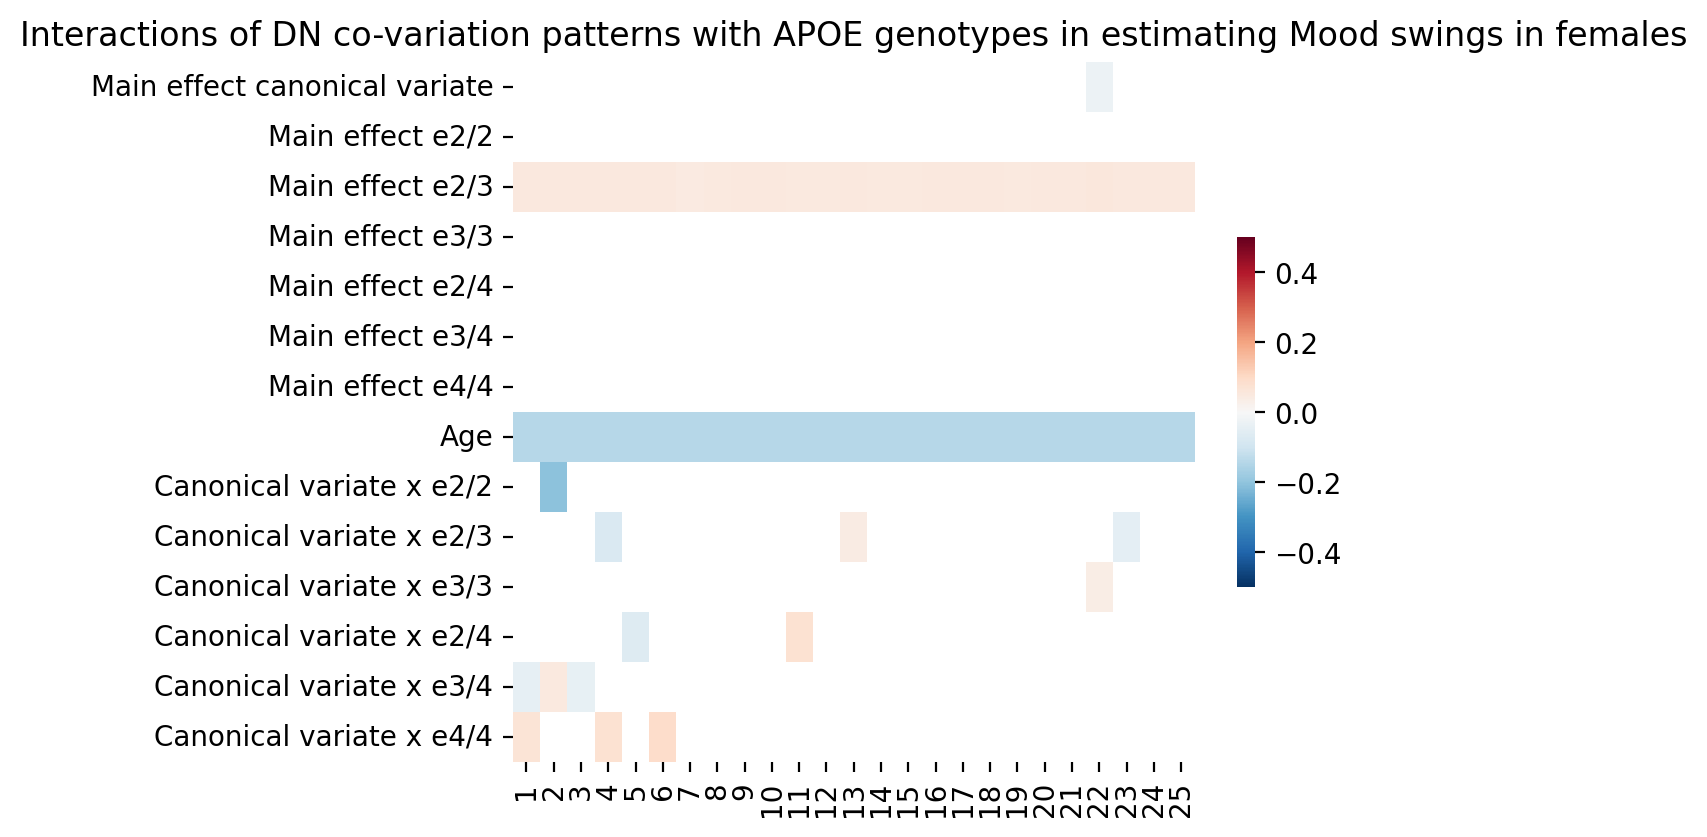 Interactions of DN co-variation patterns with APOE genotypes in estimating Mood swings in females
Main effect canonical variate
Main effect e2/2
Main effect e2/3
Main effect e3/3
Main effect e2/4
Main effect e3/4
Main effect e4/4
Age
Canonical variate x e2/2
Canonical variate x e2/3
Canonical variate x e3/3
Canonical variate x e2/4
Canonical variate x e3/4
Canonical variate x e4/4
1 2 3 4 5 6 7 8 9 10 11 12 13 14 15 16 17 18 19 20 21 22 23 24 25
0.4
0.2
0.0
−0.2
−0.4